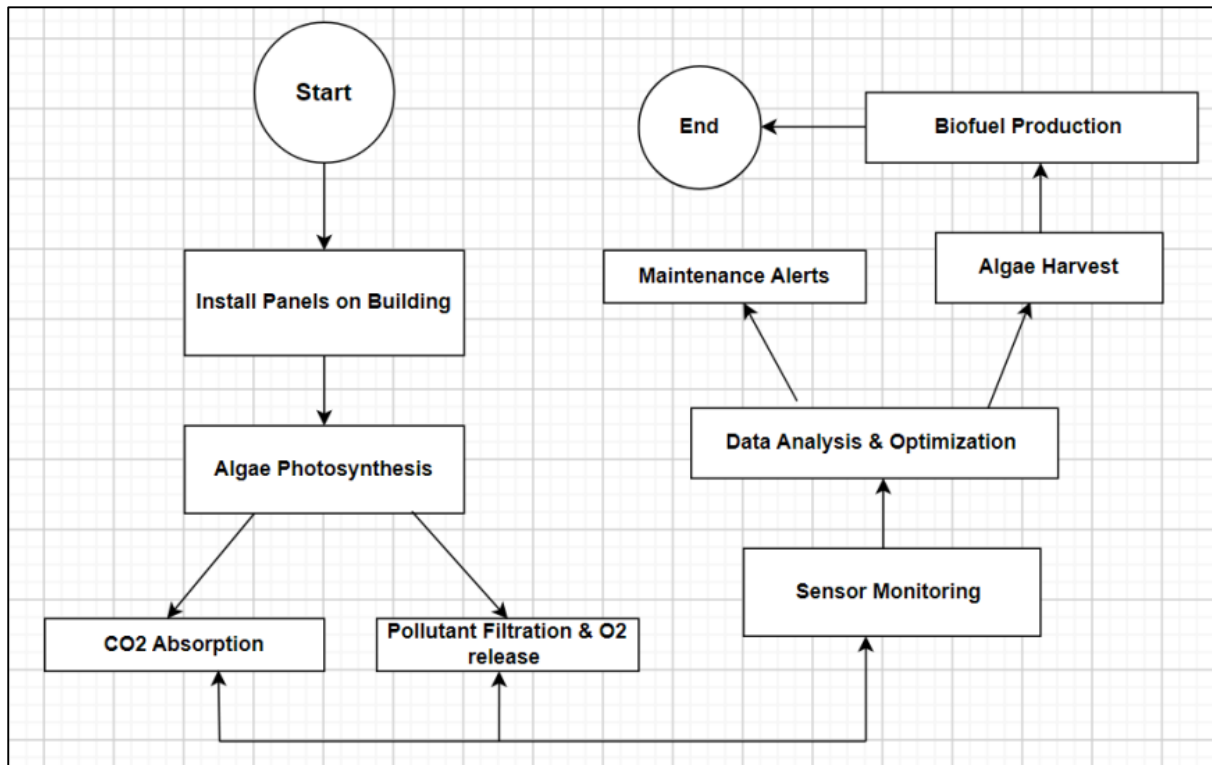 Start
Install Panels on Building
Algae Photosynthesis
CO2 Absorption
Pollutant Filtration & O2
release
Sensor Monitoring
Data Analysis & Optimization
Maintenance Alerts
Algae Harvest
Biofuel Production
End